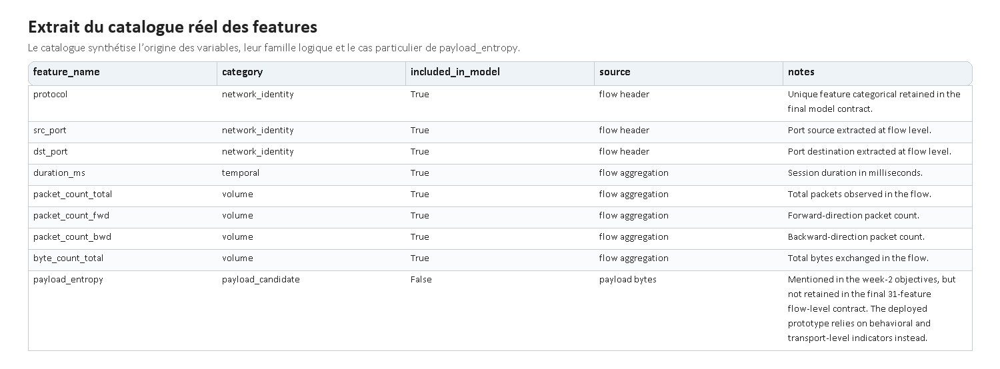 Extrait du catalogue réel des features
Le catalogue synthétise l’origine des variables, leur famille logique et le cas particulier de payload_entropy.
feature_name category included_in_model source notes
protocol network_identity True flow header Unique feature categorical retained in the
final model contract.
src_port network_identity True flow header Port source extracted at flow level.
dst_port network_identity True flow header Port destination extracted at flow level.
duration_ms temporal True flow aggregation Session duration in milliseconds.
packet_count_total volume True flow aggregation Total packets observed in the flow.
packet_count_fwd volume True flow aggregation Forward-direction packet count.
packet_count_bwd volume True flow aggregation Backward-direction packet count.
byte_count_total volume True flow aggregation Total bytes exchanged in the flow.
payload_entropy payload_candidate False payload bytes Mentioned in the week-2 objectives, but
not retained in the final 31-feature
flow-level contract. The deployed
prototype relies on behavioral and
transport-level indicators instead.